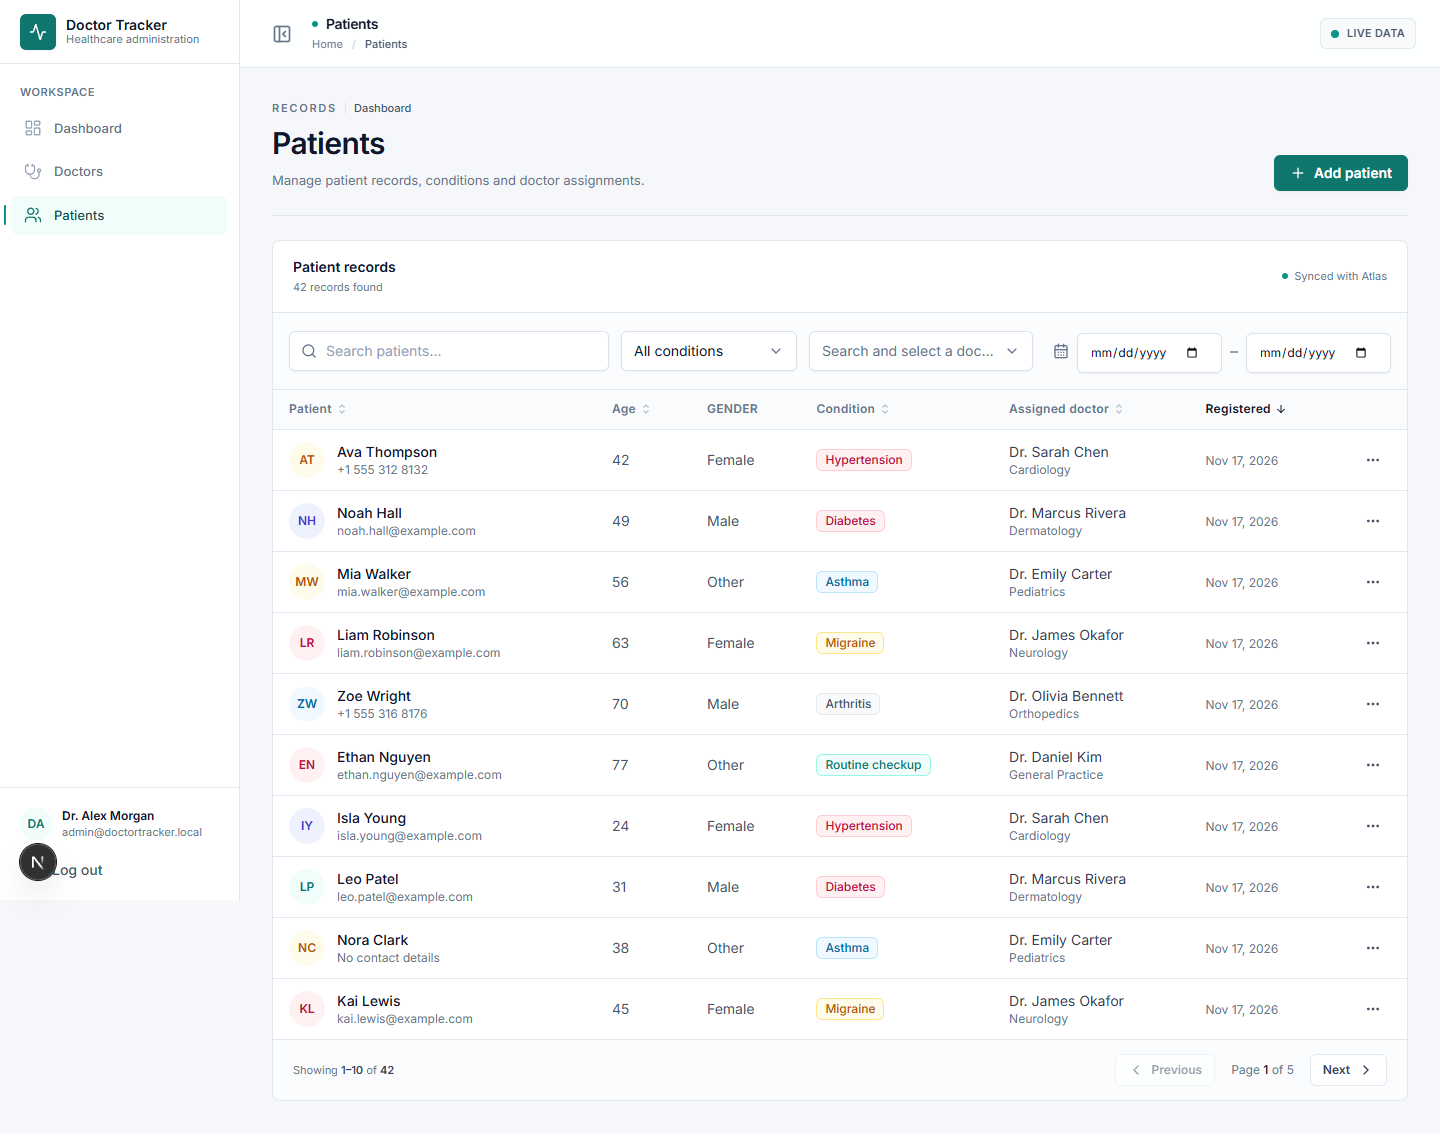 Doctor Tracker
Healthcare administration
WORKSPACE
Dashboard
Doctors
Patients
Dr. Alex Morgan
admin@doctortracker.local
DA
N
Log out
Patients
Home / Patients
LIVE DATA
RECORDS Dashboard
Patients
Manage patient records, conditions and doctor assignments.
+ Add patient
Patient records
42 records found
Synced with Atlas
Search patients...
All conditions
Search and select a doc...
mm/dd/yyyy – mm/dd/yyyy
Patient Age GENDER Condition Assigned doctor Registered
AT Ava Thompson 42 Female Hypertension Dr. Sarah Chen Nov 17, 2026
+1 555 312 8132 Cardiology
NH Noah Hall 49 Male Diabetes Dr. Marcus Rivera Nov 17, 2026
noah.hall@example.com Dermatology
MW Mia Walker 56 Other Asthma Dr. Emily Carter Nov 17, 2026
mia.walker@example.com Pediatrics
LR Liam Robinson 63 Female Migraine Dr. James Okafor Nov 17, 2026
liam.robinson@example.com Neurology
ZW Zoe Wright 70 Male Arthritis Dr. Olivia Bennett Nov 17, 2026
+1 555 316 8176 Orthopedics
EN Ethan Nguyen 77 Other Routine checkup Dr. Daniel Kim Nov 17, 2026
ethan.nguyen@example.com General Practice
IY Isla Young 24 Female Hypertension Dr. Sarah Chen Nov 17, 2026
isla.young@example.com Cardiology
LP Leo Patel 31 Male Diabetes Dr. Marcus Rivera Nov 17, 2026
leo.patel@example.com Dermatology
NC Nora Clark 38 Other Asthma Dr. Emily Carter Nov 17, 2026
No contact details Pediatrics
KL Kai Lewis 45 Female Migraine Dr. James Okafor Nov 17, 2026
kai.lewis@example.com Neurology
Showing 1–10 of 42
Previous
Page 1 of 5
Next